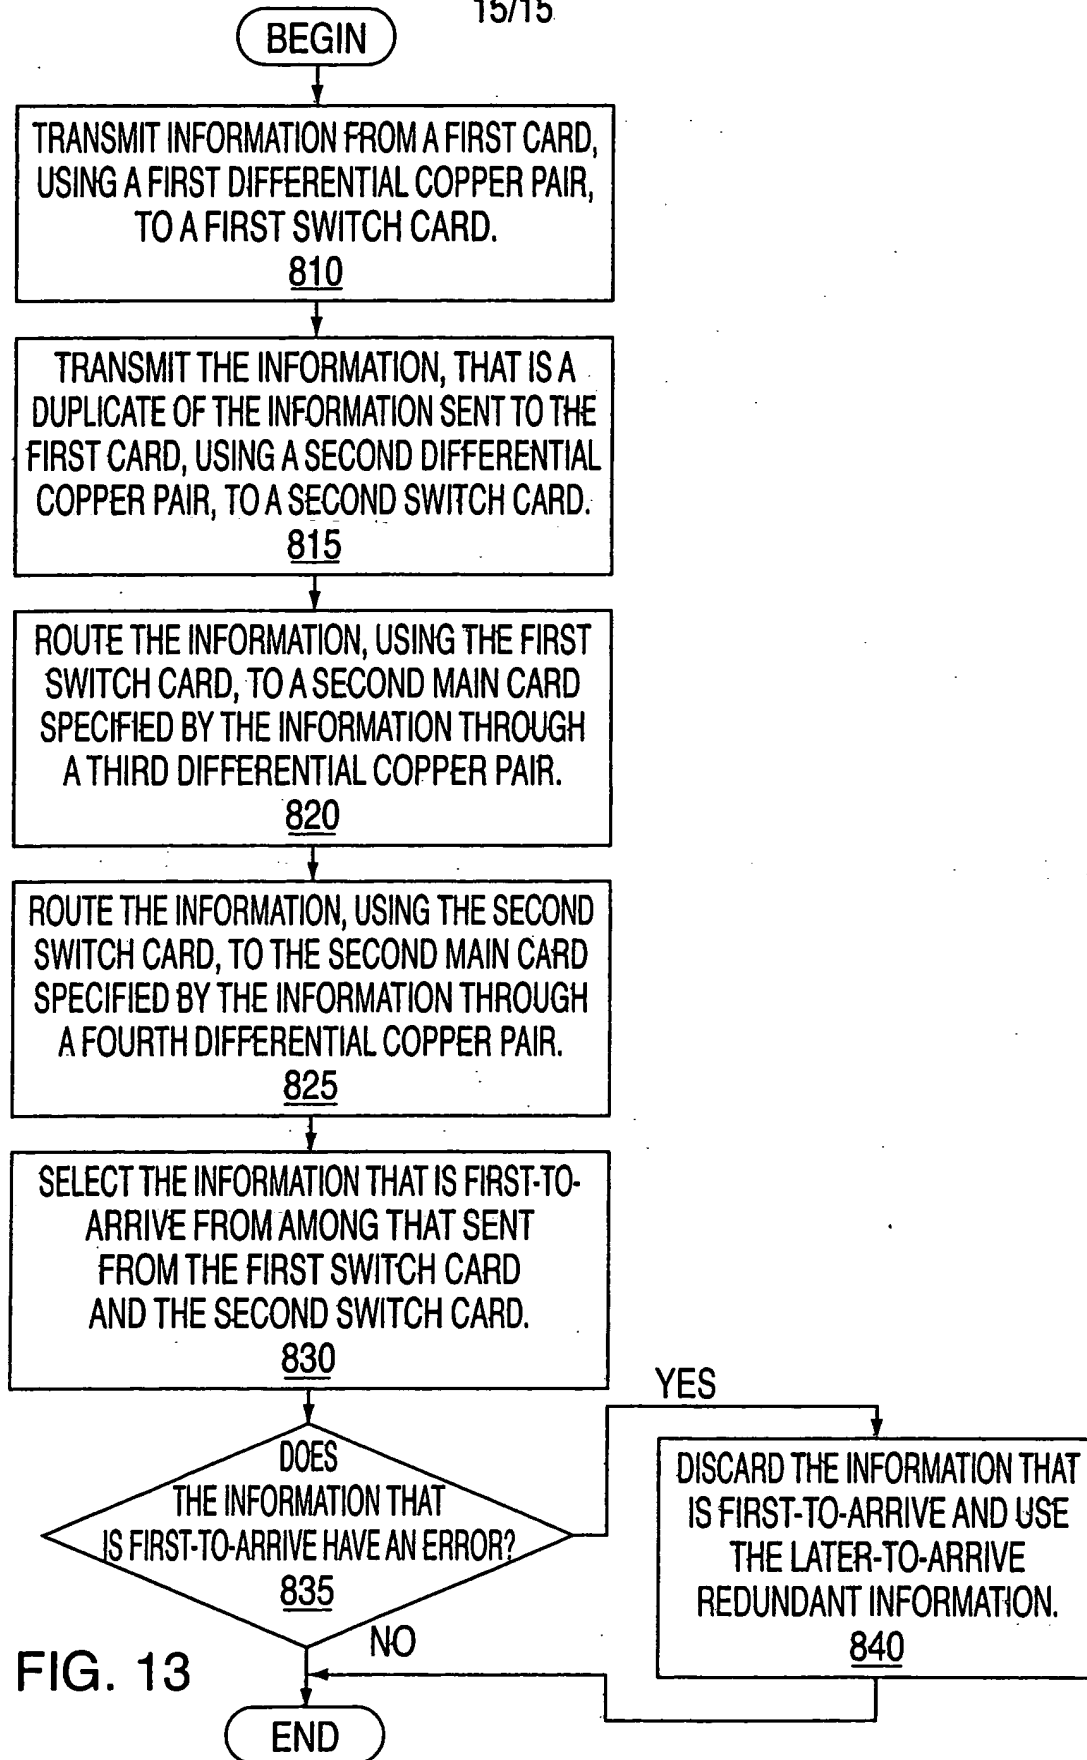 15/15
BEGIN
TRANSMIT INFORMATION FROM A FIRST CARD,
USING A FIRST DIFFERENTIAL COPPER PAIR,
TO A FIRST SWITCH CARD.
810
TRANSMIT THE INFORMATION, THAT IS A
DUPLICATE OF THE INFORMATION SENT TO THE
FIRST CARD, USING A SECOND DIFFERENTIAL
COPPER PAIR, TO A SECOND SWITCH CARD.
815
ROUTE THE INFORMATION, USING THE FIRST
SWITCH CARD, TO A SECOND MAIN CARD
SPECIFIED BY THE INFORMATION THROUGH
A THIRD DIFFERENTIAL COPPER PAIR.
820
ROUTE THE INFORMATION, USING THE SECOND
SWITCH CARD, TO THE SECOND MAIN CARD
SPECIFIED BY THE INFORMATION THROUGH
A FOURTH DIFFERENTIAL COPPER PAIR.
825
SELECT THE INFORMATION THAT IS FIRST-TO-
ARRIVE FROM AMONG THAT SENT
FROM THE FIRST SWITCH CARD
AND THE SECOND SWITCH CARD.
830
DOES
THE INFORMATION THAT
IS FIRST-TO-ARRIVE HAVE AN ERROR?
835
YES
DISCARD THE INFORMATION THAT
IS FIRST-TO-ARRIVE AND USE
THE LATER-TO-ARRIVE
REDUNDANT INFORMATION.
840
NO
FIG. 13
END